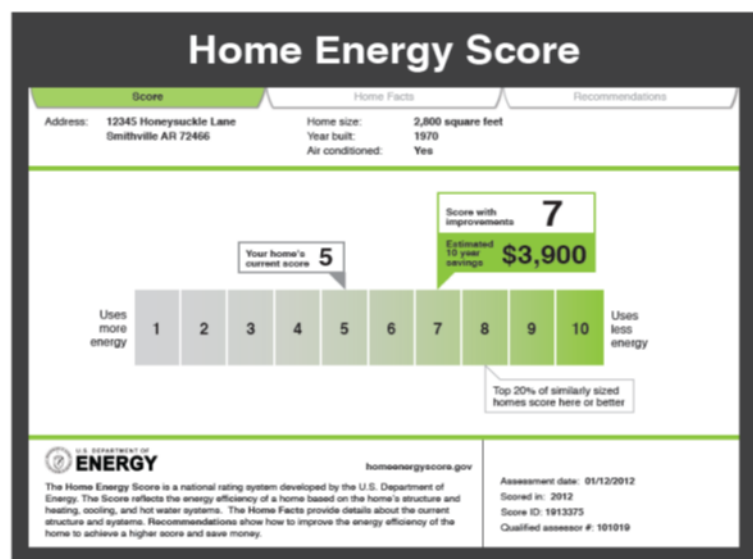 Home Energy Score
Score
Home Facts
Recommendations
Address: 12345 Honeysuckle Lane
Smithville AR 72466
Home size: 2,800 square feet
Year built: 1970
Air conditioned: Yes
Score with
improvements 7
Estimated
10 year
savings $3,900
Your home's
current score 5
Uses
more
energy
1 2 3 4 5 6 7 8 9 10
Uses
less
energy
Top 20% of similarly sized
homes score here or better
U.S. DEPARTMENT OF
ENERGY
homeenergyscore.gov
The Home Energy Score is a national rating system developed by the U.S. Department of
Energy. The Score reflects the energy efficiency of a home based on the home's structure and
heating, cooling, and hot water systems. The Home Facts provide details about the current
structure and systems. Recommendations show how to improve the energy efficiency of the
home to achieve a higher score and save money.
Assessment date: 01/12/2012
Scored in: 2012
Score ID: 1913375
Qualified assessor #: 101019